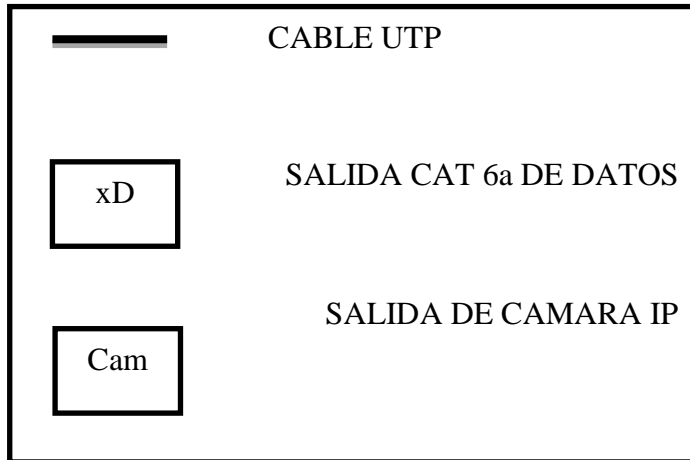 CABLE UTP
xD
SALIDA CAT 6a DE DATOS
Cam
SALIDA DE CAMARA IP